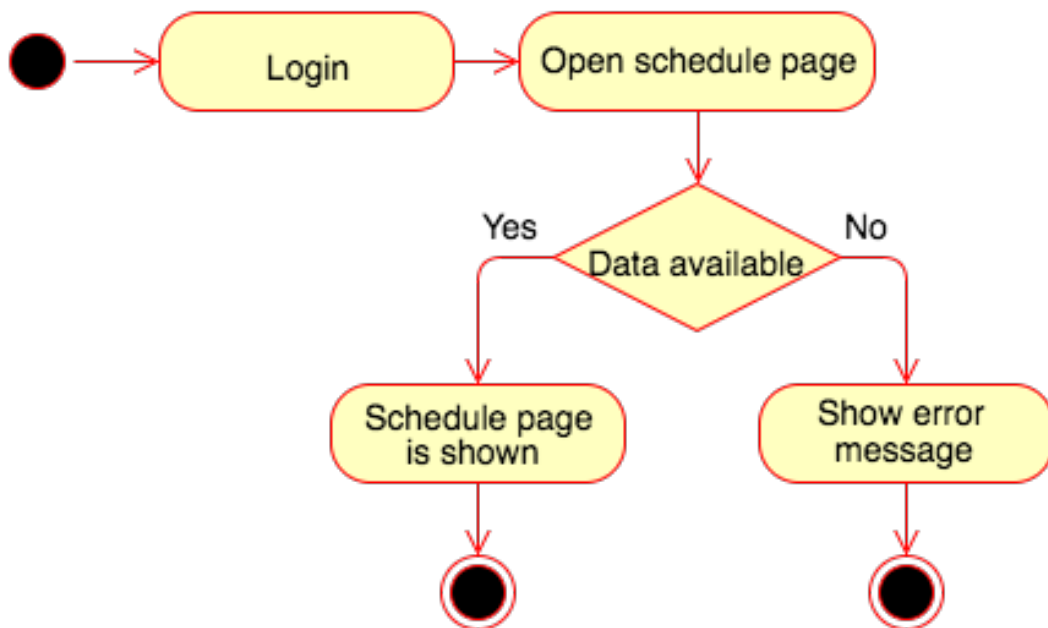 Login
Open schedule page
Yes
No
Data available
Schedule page
is shown
Show error
message